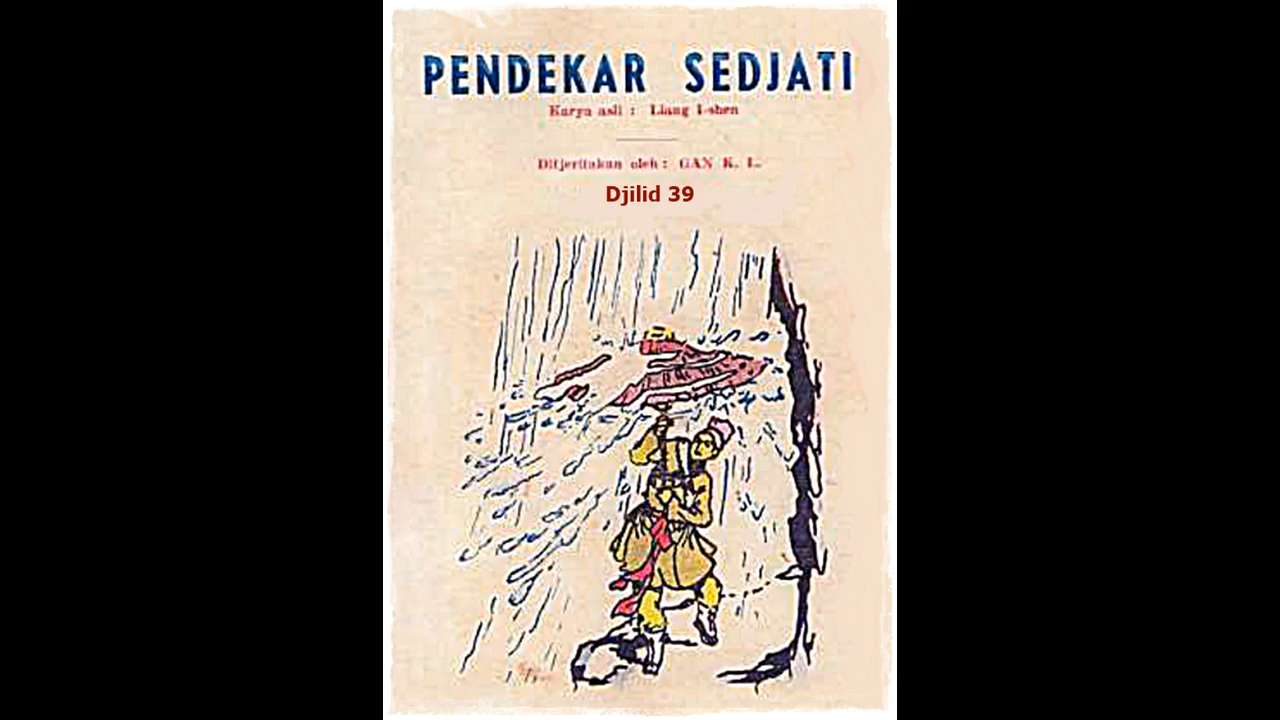 PENDEKAR SEDJATI
Karya asli : Liang I-shen
Ditjeritakan oleh : GAN K. L.
Djilid 39